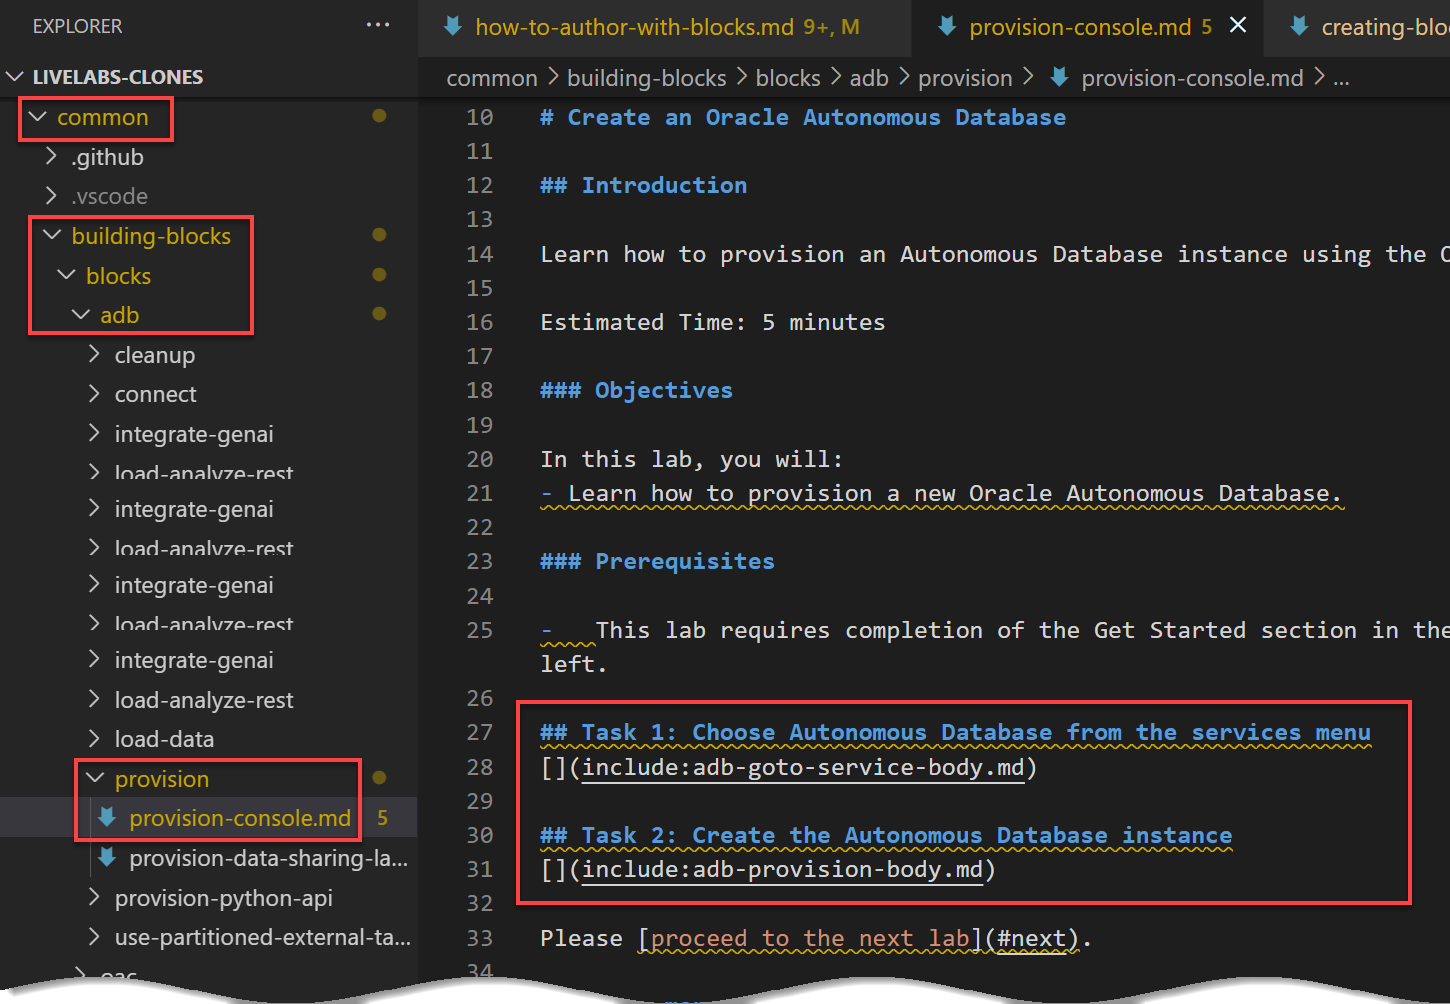 EXPLORER
LIVELABS-CLONES
common
.github
.vscode
building-blocks
blocks
adb
cleanup
connect
integrate-genai
load-analyze-rest
integrate-genai
load-analyze-rest
integrate-genai
load-analyze-rest
integrate-genai
load-analyze-rest
load-data
provision
provision-console.md 5
provision-data-sharing-la...
provision-python-api
use-partitioned-external-ta...
oac
how-to-author-with-blocks.md 9+, M
provision-console.md 5
creating-blo
common > building-blocks > blocks > adb > provision > provision-console.md > ...
10 # Create an Oracle Autonomous Database
11
12 ## Introduction
13
14 Learn how to provision an Autonomous Database instance using the O
15
16 Estimated Time: 5 minutes
17
18 ### Objectives
19
20 In this lab, you will:
21 - Learn how to provision a new Oracle Autonomous Database.
22
23 ### Prerequisites
24
25 -   This lab requires completion of the Get Started section in the
left.
26
27 ## Task 1: Choose Autonomous Database from the services menu
28 [](include:adb-goto-service-body.md)
29
30 ## Task 2: Create the Autonomous Database instance
31 [](include:adb-provision-body.md)
32
33 Please [proceed to the next lab](#next).
34